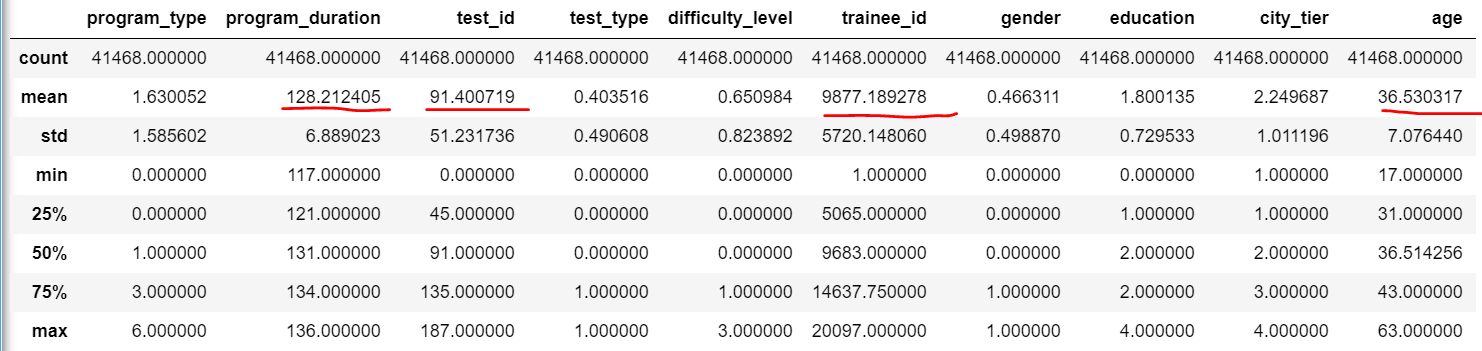 program_type program_duration test_id test_type difficulty_level trainee_id gender education city_tier age
count 41468.000000 41468.000000 41468.000000 41468.000000 41468.000000 41468.000000 41468.000000 41468.000000 41468.000000 41468.000000
mean 1.630052 128.212405 91.400719 0.403516 0.650984 9877.189278 0.466311 1.800135 2.249687 36.530317
std 1.585602 6.889023 51.231736 0.490608 0.823892 5720.148060 0.498870 0.729533 1.011196 7.076440
min 0.000000 117.000000 0.000000 0.000000 0.000000 1.000000 0.000000 0.000000 1.000000 17.000000
25% 0.000000 121.000000 45.000000 0.000000 0.000000 5065.000000 0.000000 1.000000 1.000000 31.000000
50% 1.000000 131.000000 91.000000 0.000000 0.000000 9683.000000 0.000000 2.000000 2.000000 36.514256
75% 3.000000 134.000000 135.000000 1.000000 1.000000 14637.750000 1.000000 2.000000 3.000000 43.000000
max 6.000000 136.000000 187.000000 1.000000 3.000000 20097.000000 1.000000 4.000000 4.000000 63.000000